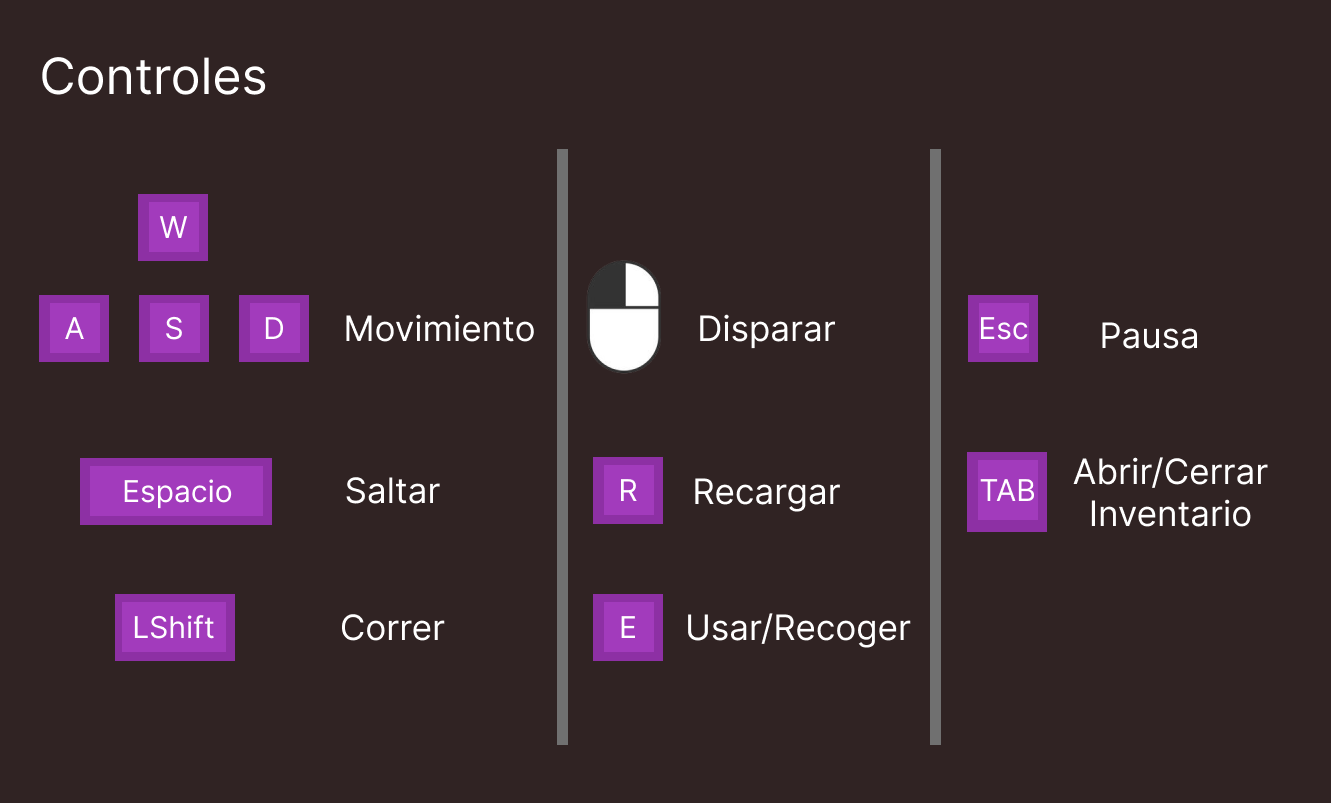 Controles
W
A S D Movimiento
Espacio Saltar
LShift Correr
Disparar
R Recargar
E Usar/Recoger
Esc Pausa
TAB Abrir/Cerrar
Inventario